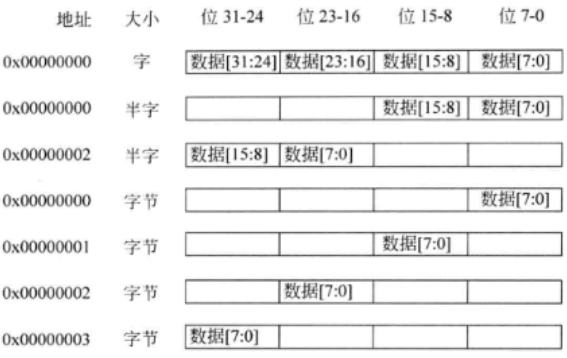 地址 大小 位 31-24 位 23-16 位 15-8 位 7-0
0x00000000 字 数据[31:24] 数据[23:16] 数据[15:8] 数据[7:0]
0x00000000 半字 数据[15:8] 数据[7:0]
0x00000002 半字 数据[15:8] 数据[7:0]
0x00000000 字节 数据[7:0]
0x00000001 字节 数据[7:0]
0x00000002 字节 数据[7:0]
0x00000003 字节 数据[7:0]